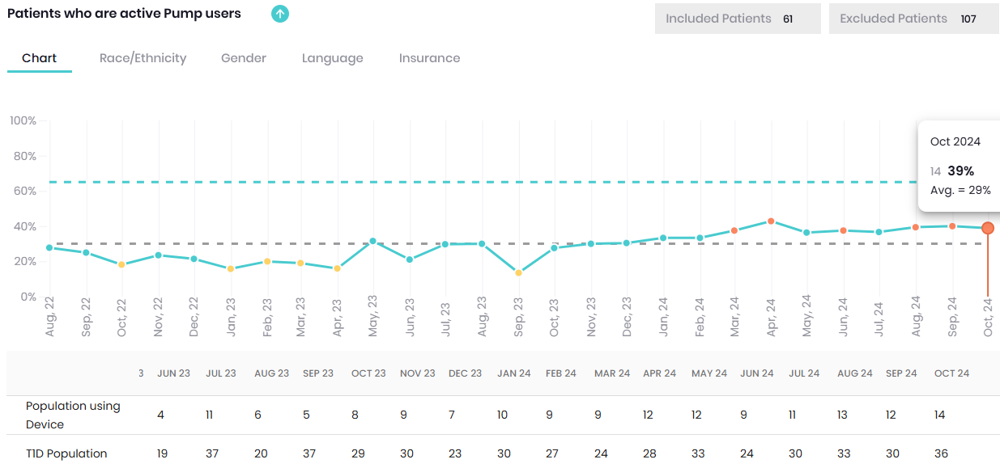 Patients who are active Pump users
Included Patients 61
Excluded Patients 107
Chart Race/Ethnicity Gender Language Insurance
100%
80%
60%
40%
20%
0%
Oct 2024
14 39%
Avg. = 29%
Aug, 22 Sep, 22 Oct, 22 Nov, 22 Dec, 22 Jan, 23 Feb, 23 Mar, 23 Apr, 23 May, 23 Jun, 23 Jul, 23 Aug, 23 Sep, 23 Oct, 23 Nov, 23 Dec, 23 Jan, 24 Feb, 24 Mar, 24 Apr, 24 May, 24 Jun, 24 Jul, 24 Aug, 24 Sep, 24 Oct, 24
3 JUN 23 JUL 23 AUG 23 SEP 23 OCT 23 NOV 23 DEC 23 JAN 24 FEB 24 MAR 24 APR 24 MAY 24 JUN 24 JUL 24 AUG 24 SEP 24 OCT 24
Population using
Device
4 11 6 5 8 9 7 10 9 9 12 12 9 11 13 12 14
T1D Population 19 37 20 37 29 30 23 30 27 24 28 33 24 30 33 30 36